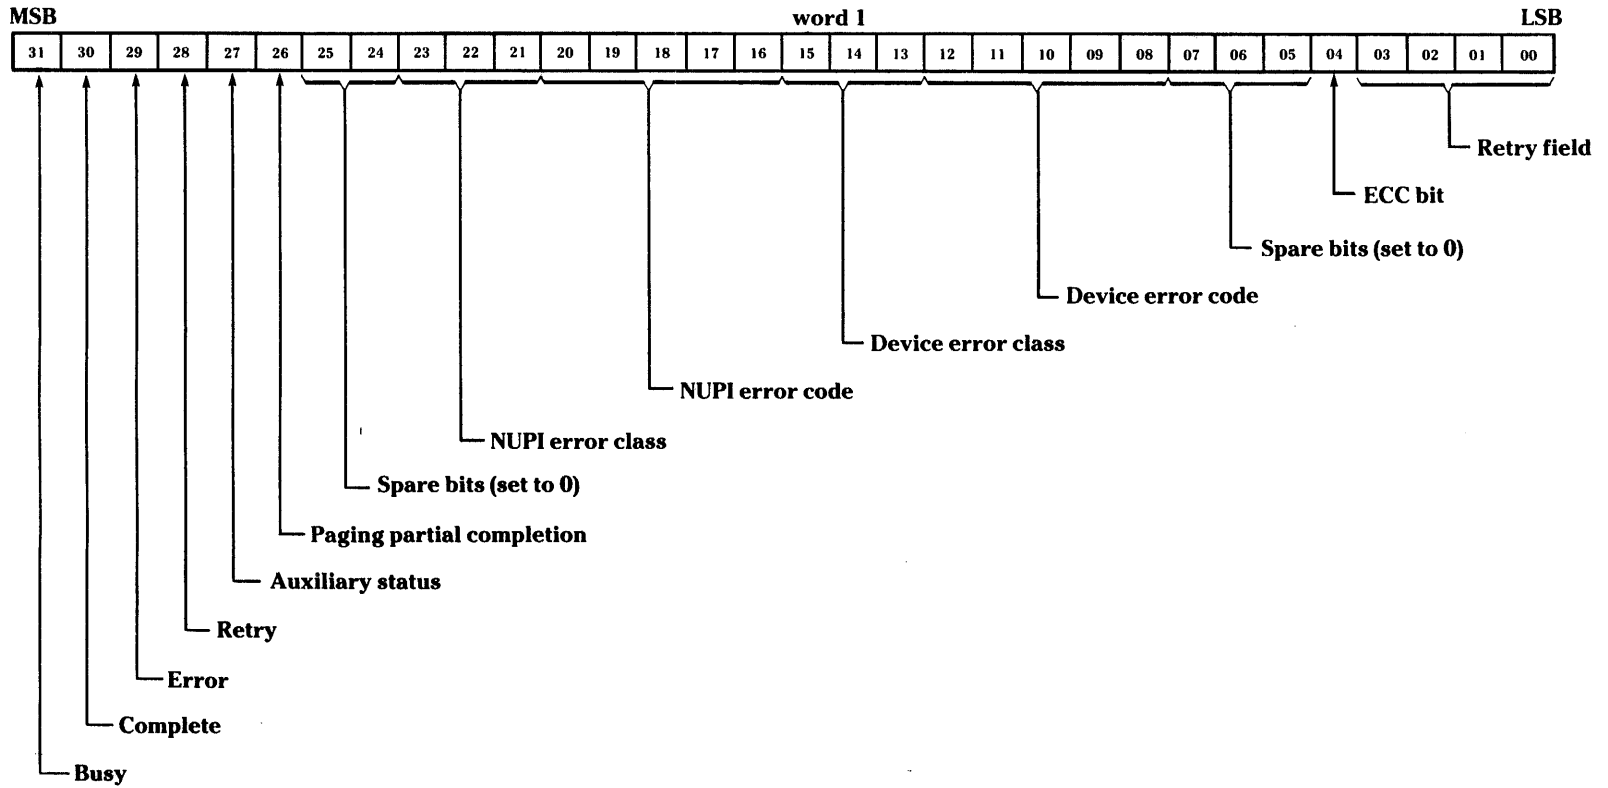 MSB word 1 LSB
31 30 29 28 27 26 25 24 23 22 21 20 19 18 17 16 15 14 13 12 11 10 09 08 07 06 05 04 03 02 01 00
Retry field
ECC bit
Spare bits (set to 0)
Device error code
Device error class
NUPI error code
NUPI error class
Spare bits (set to 0)
Paging partial completion
Auxiliary status
Retry
Error
Complete
Busy